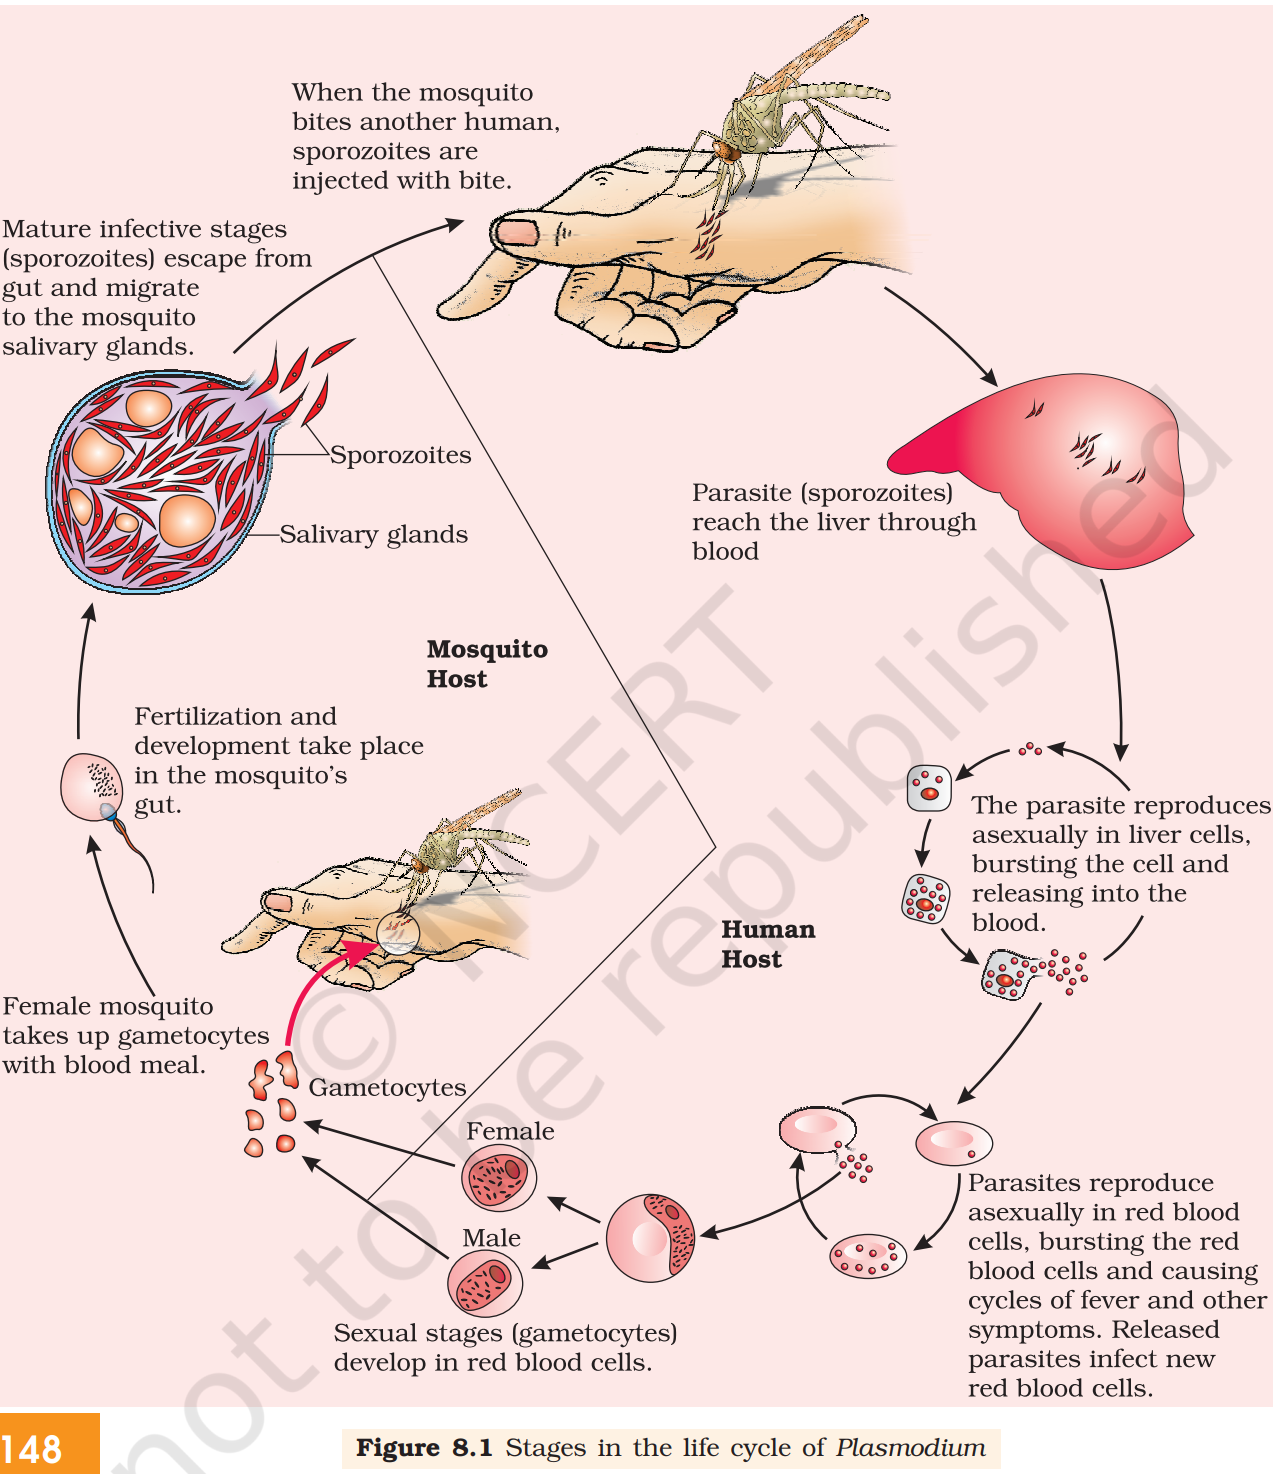 When the mosquito
bites another human,
sporozoites are
injected with bite.
Mature infective stages
(sporozoites) escape from
gut and migrate
to the mosquito
salivary glands.
Sporozoites
Salivary glands
Parasite (sporozoites)
reach the liver through
blood
Mosquito
Host
Fertilization and
development take place
in the mosquito's
gut.
The parasite reproduces
asexually in liver cells,
bursting the cell and
releasing into the
blood.
Human
Host
Female mosquito
takes up gametocytes
with blood meal.
Gametocytes
Female
Male
Sexual stages (gametocytes)
develop in red blood cells.
Parasites reproduce
asexually in red blood
cells, bursting the red
blood cells and causing
cycles of fever and other
symptoms. Released
parasites infect new
red blood cells.
© NCERT
not to be republished
148
Figure 8.1 Stages in the life cycle of Plasmodium